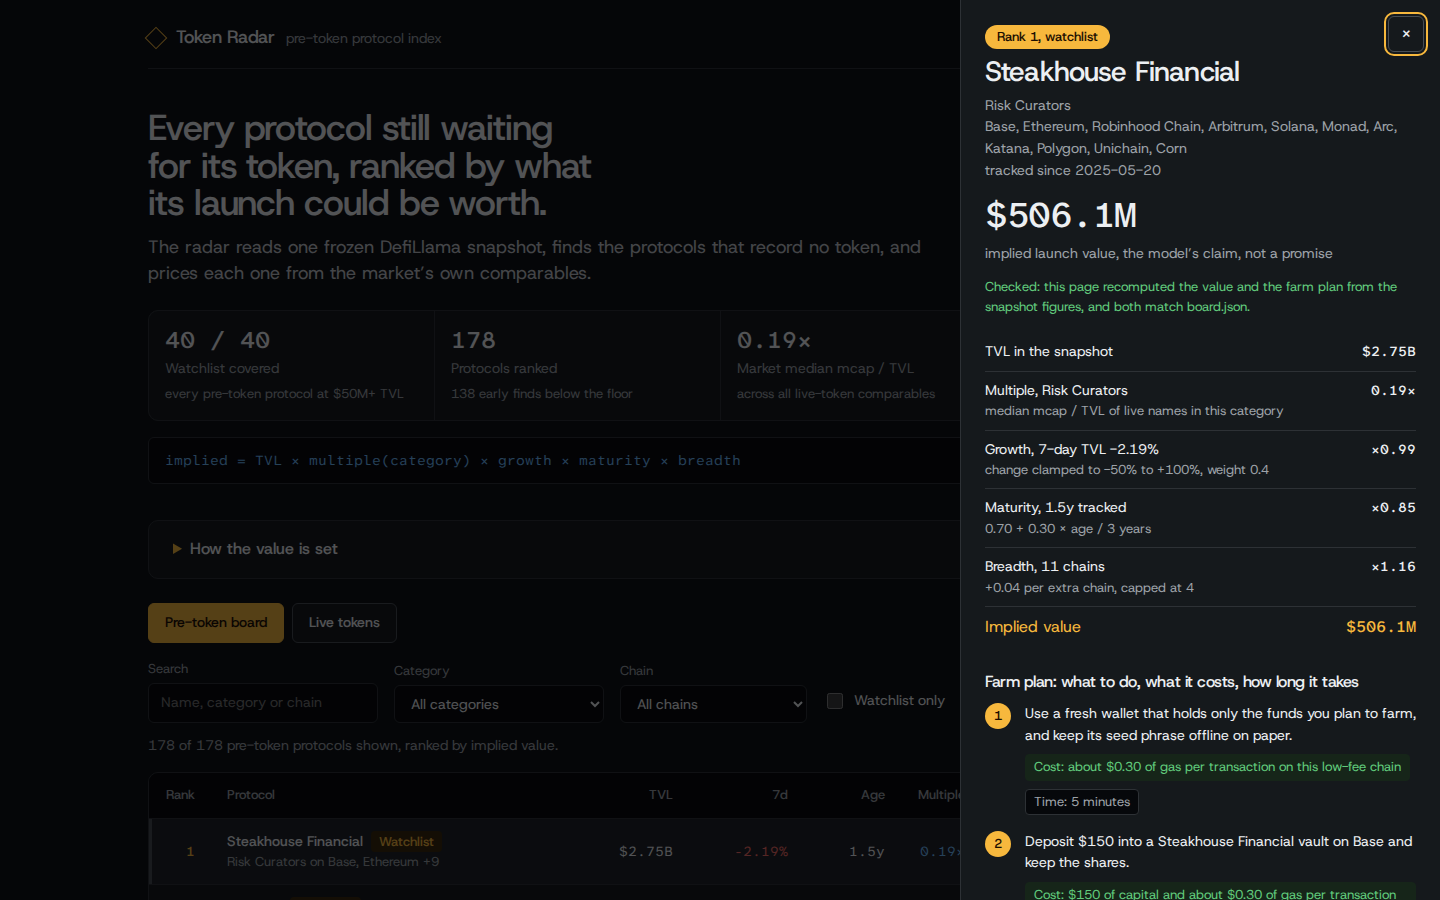 Token Radar pre-token protocol index
Every protocol still waiting
for its token, ranked by what
its launch could be worth.
The radar reads one frozen DefiLlama snapshot, finds the protocols that record no token, and
prices each one from the market's own comparables.
40 / 40
Watchlist covered
every pre-token protocol at $50M+ TVL
178
Protocols ranked
138 early finds below the floor
0.19×
Market median mcap / TVL
across all live-token comparables
implied = TVL × multiple(category) × growth × maturity × breadth
▶ How the value is set
Pre-token board
Live tokens
Search
Name, category or chain
Category
All categories
Chain
All chains
Watchlist only
178 of 178 pre-token protocols shown, ranked by implied value.
Rank Protocol TVL 7d Age Multiple
1 Steakhouse Financial Watchlist $2.75B -2.19% 1.5y 0.19×
Risk Curators on Base, Ethereum +9
Rank 1, watchlist
×
Steakhouse Financial
Risk Curators
Base, Ethereum, Robinhood Chain, Arbitrum, Solana, Monad, Arc,
Katana, Polygon, Unichain, Corn
tracked since 2025-05-20
$506.1M
implied launch value, the model's claim, not a promise
Checked: this page recomputed the value and the farm plan from the
snapshot figures, and both match board.json.
TVL in the snapshot $2.75B
Multiple, Risk Curators 0.19×
median mcap / TVL of live names in this category
Growth, 7-day TVL -2.19% ×0.99
change clamped to -50% to +100%, weight 0.4
Maturity, 1.5y tracked ×0.85
0.70 + 0.30 × age / 3 years
Breadth, 11 chains ×1.16
+0.04 per extra chain, capped at 4
Implied value $506.1M
Farm plan: what to do, what it costs, how long it takes
1 Use a fresh wallet that holds only the funds you plan to farm,
and keep its seed phrase offline on paper.
Cost: about $0.30 of gas per transaction on this low-fee chain
Time: 5 minutes
2 Deposit $150 into a Steakhouse Financial vault on Base and
keep the shares.
Cost: $150 of capital and about $0.30 of gas per transaction